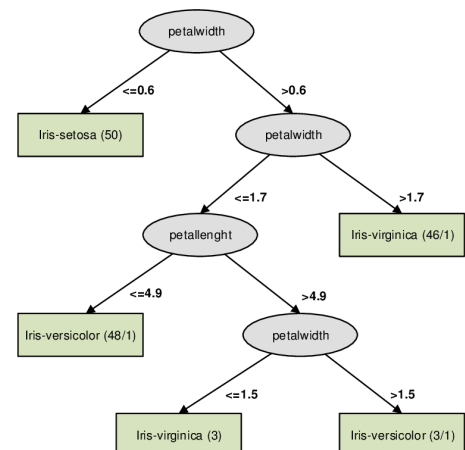 petalwidth
<=0.6
>0.6
Iris-setosa (50)
petalwidth
<=1.7
>1.7
petallenght
Iris-virginica (46/1)
<=4.9
>4.9
Iris-versicolor (48/1)
petalwidth
<=1.5
>1.5
Iris-virginica (3)
Iris-versicolor (3/1)